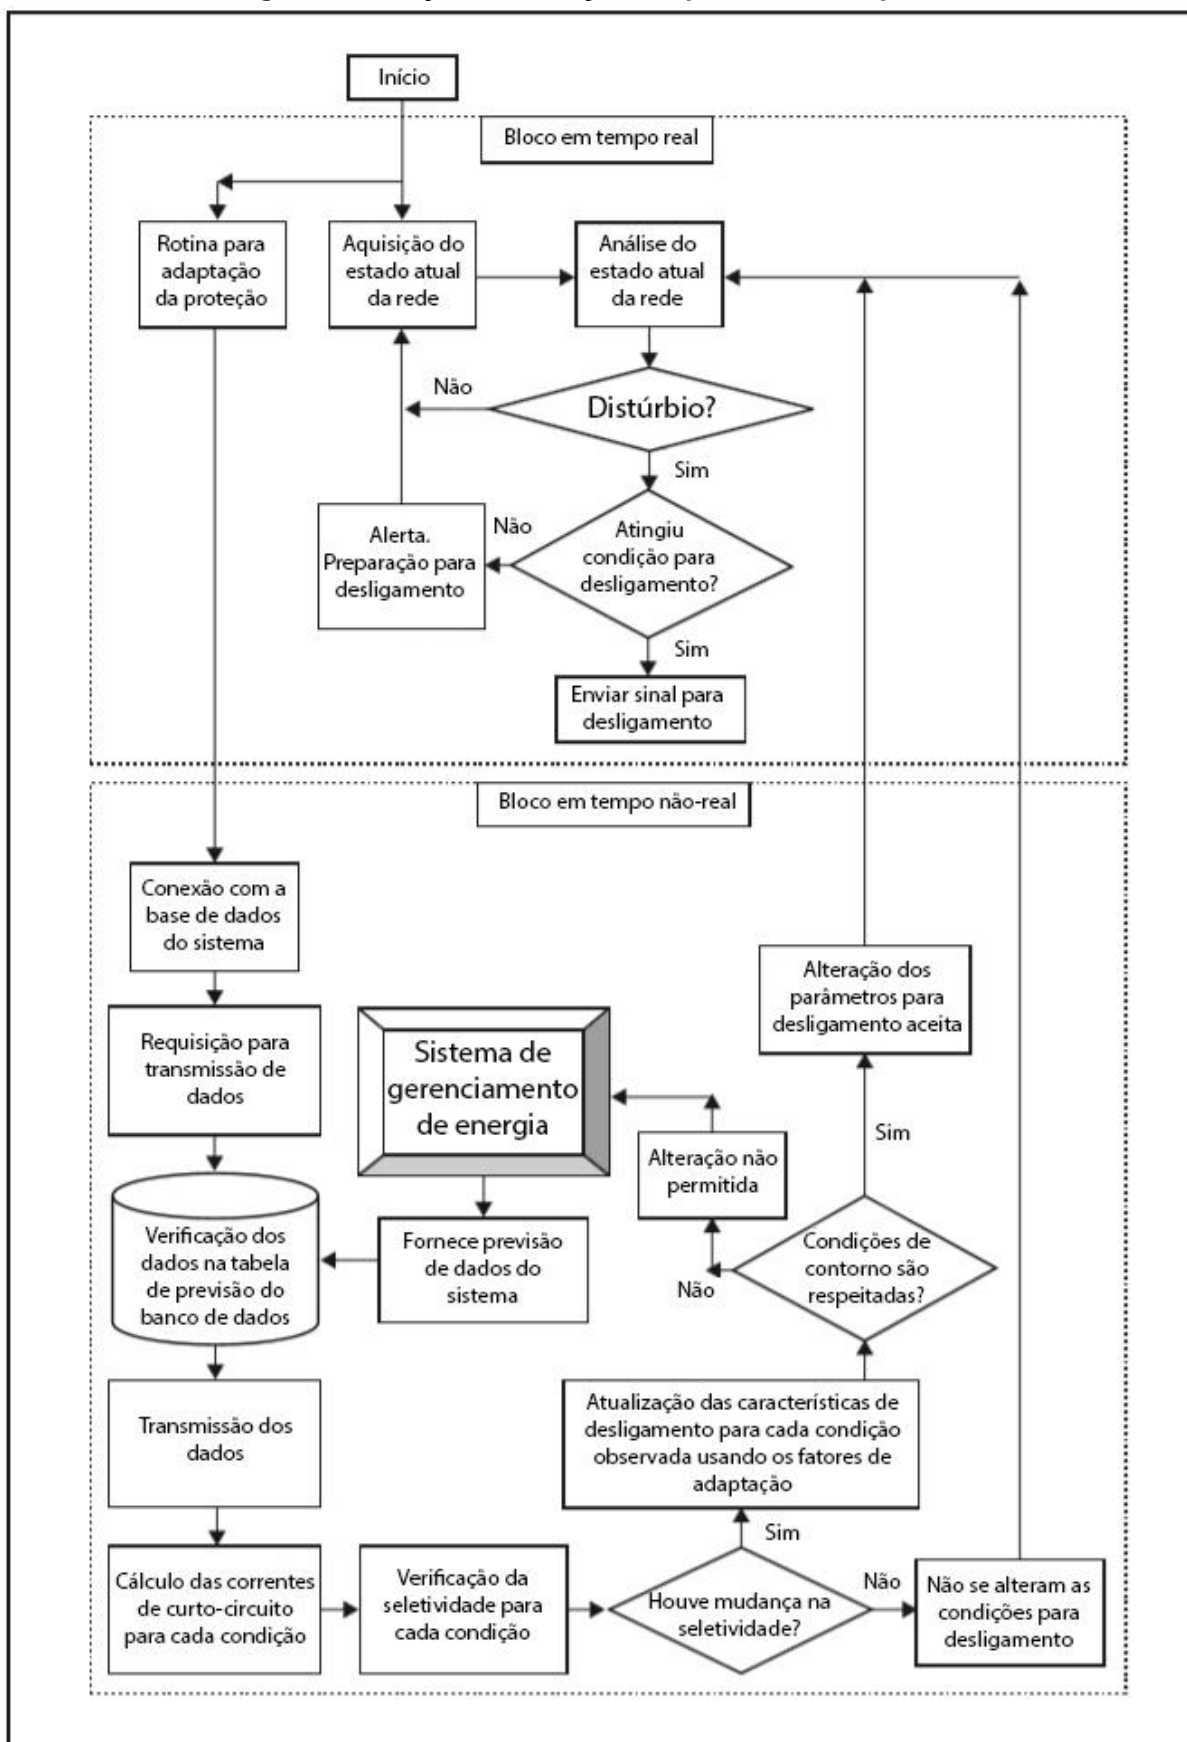 Início
Bloco em tempo real
Rotina para
adaptação
da proteção
Aquisição do
estado atual
da rede
Análise do
estado atual
da rede
Não
Distúrbio?
Sim
Alerta.
Preparação para
desligamento
Não
Atingiu
condição para
desligamento?
Sim
Enviar sinal para
desligamento
Bloco em tempo não-real
Conexão com a
base de dados
do sistema
Requisição para
transmissão de
dados
Sistema de
gerenciamento
de energia
Alteração dos
parâmetros para
desligamento aceita
Sim
Alteração não
permitida
Verificação dos
dados na tabela
de previsão do
banco de dados
Fornece previsão
de dados do
sistema
Não
Condições de
contorno são
respeitadas?
Transmissão dos
dados
Atualização das características de
desligamento para cada condição
observada usando os fatores de
adaptação
Sim
Cálculo das correntes
de curto-circuito
para cada condição
Verificação da
seletividade para
cada condição
Houve mudança na
seletividade?
Não
Não se alteram as
condições para
desligamento